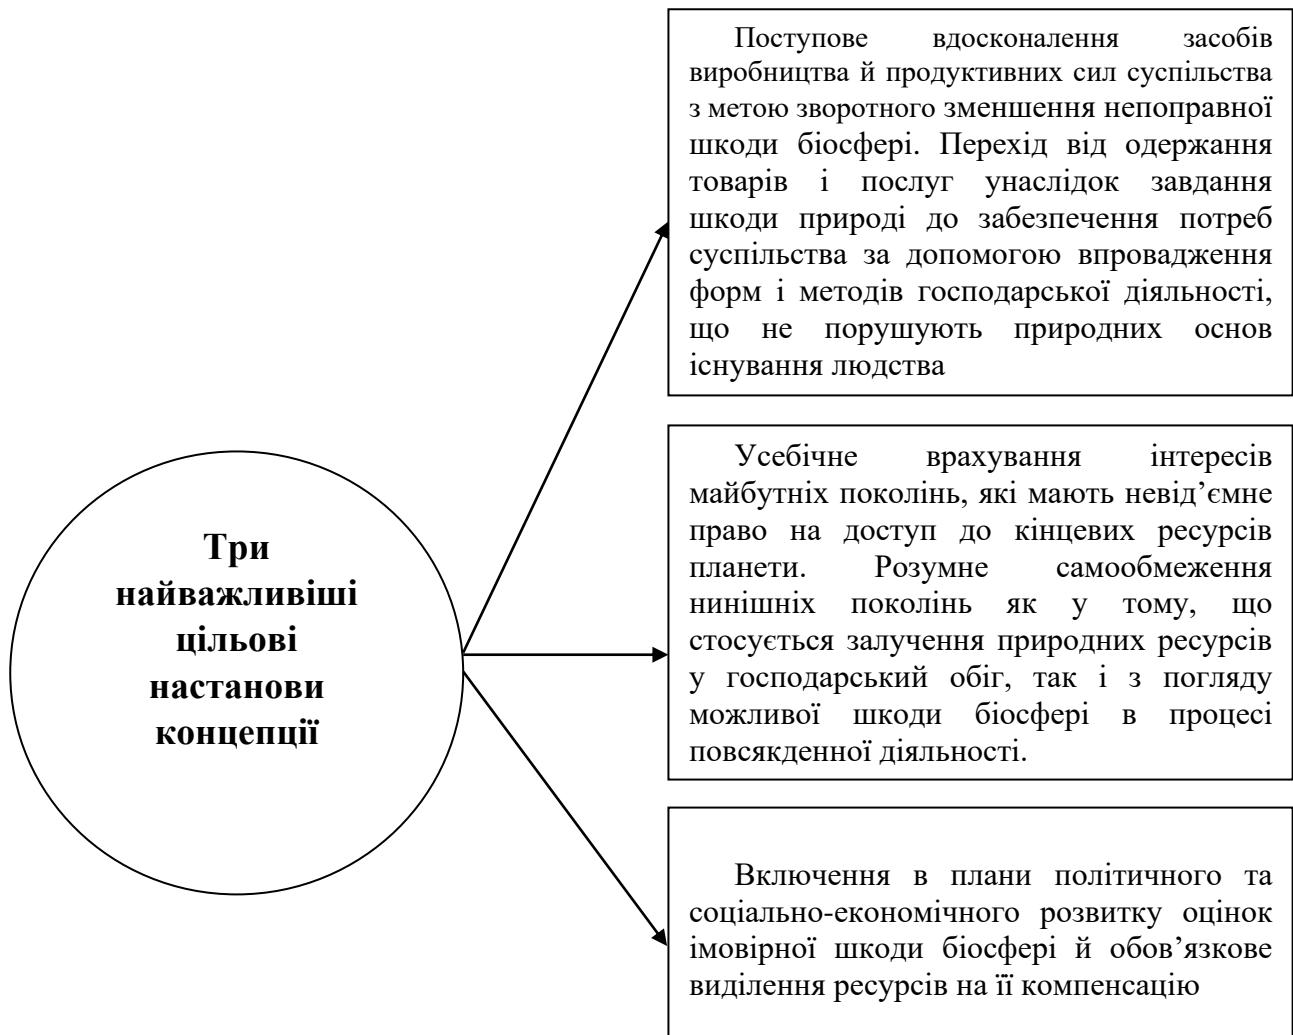 Поступове вдосконалення засобів
виробництва й продуктивних сил суспільства
з метою зворотного зменшення непоправної
шкоди біосфері. Перехід від одержання
товарів і послуг унаслідок завдання
шкоди природі до забезпечення потреб
суспільства за допомогою впровадження
форм і методів господарської діяльності,
що не порушують природних основ
існування людства
Три
найважливіші
цільові
настанови
концепції
Усебічне врахування інтересів
майбутніх поколінь, які мають невід’ємне
право на доступ до кінцевих ресурсів
планети. Розумне самообмеження
нинішніх поколінь як у тому, що
стосується залучення природних ресурсів
у господарський обіг, так і з погляду
можливої шкоди біосфері в процесі
повсякденної діяльності.
Включення в плани політичного та
соціально-економічного розвитку оцінок
імовірної шкоди біосфері й обов’язкове
виділення ресурсів на її компенсацію